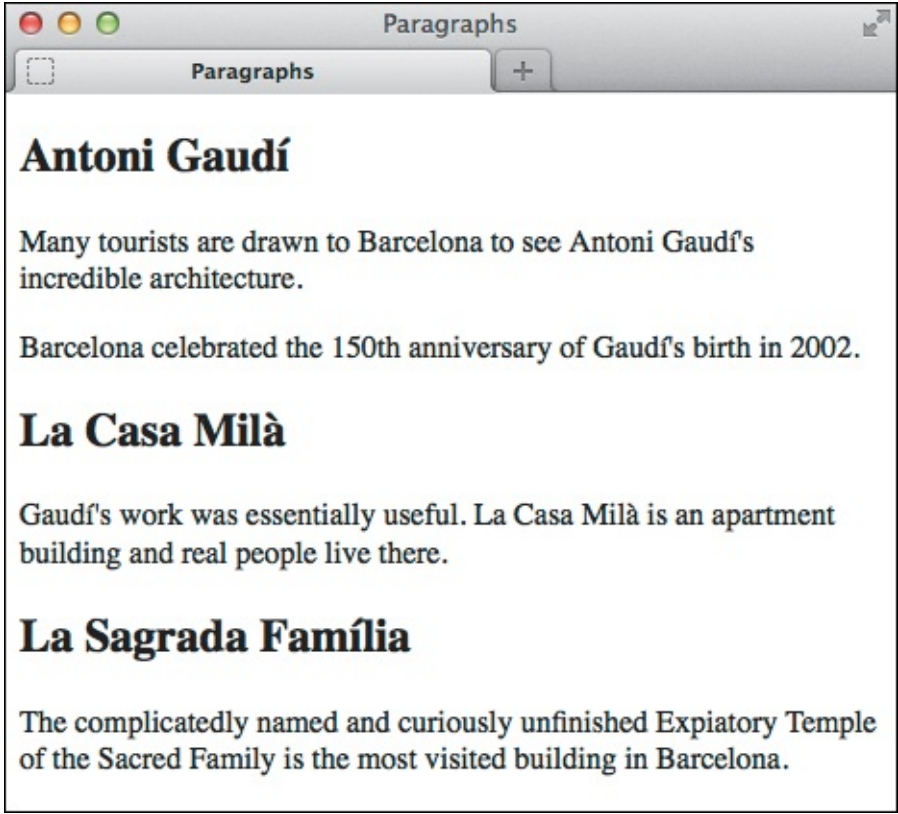 Paragraphs
Paragraphs
Antoni Gaudí
Many tourists are drawn to Barcelona to see Antoni Gaudí's
incredible architecture.
Barcelona celebrated the 150th anniversary of Gaudí's birth in 2002.
La Casa Milà
Gaudí's work was essentially useful. La Casa Milà is an apartment
building and real people live there.
La Sagrada Família
The complicatedly named and curiously unfinished Expiatory Temple
of the Sacred Family is the most visited building in Barcelona.